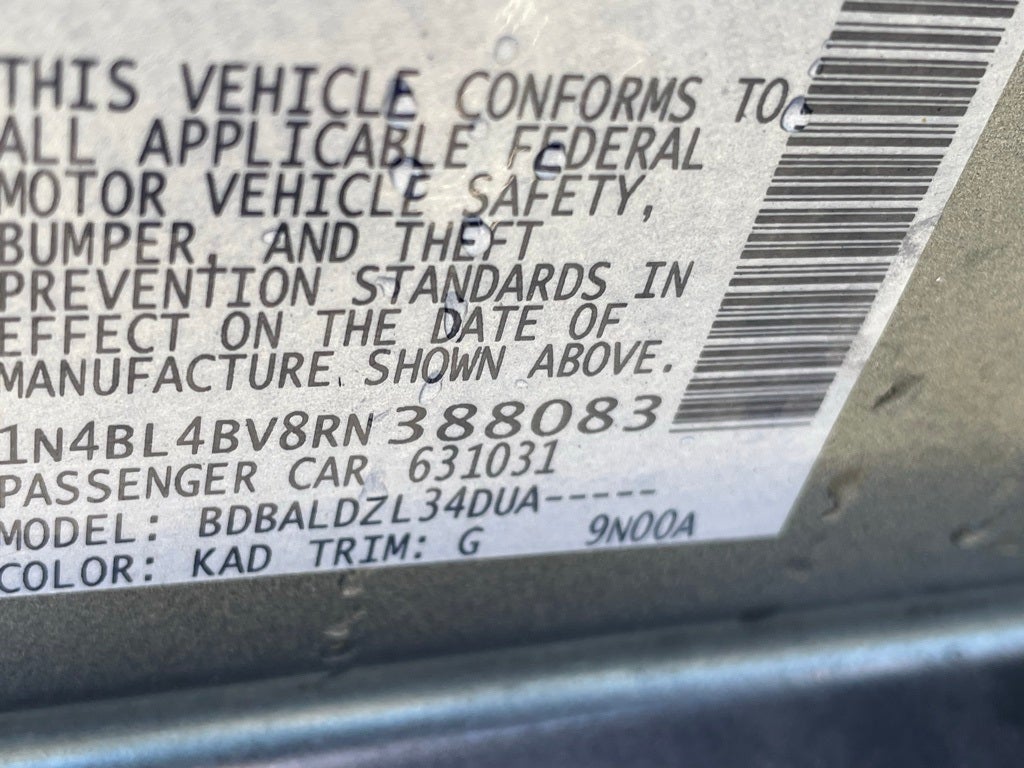 THIS VEHICLE CONFORMS TO
ALL APPLICABLE FEDERAL
MOTOR VEHICLE SAFETY,
BUMPER, AND THEFT
PREVENTION STANDARDS IN
EFFECT ON THE DATE OF
MANUFACTURE SHOWN ABOVE.
1N4BL4BV8RN388083
PASSENGER CAR 631031
MODEL: BDBALDZL34DUA-----
COLOR: KAD TRIM: G 9N00A